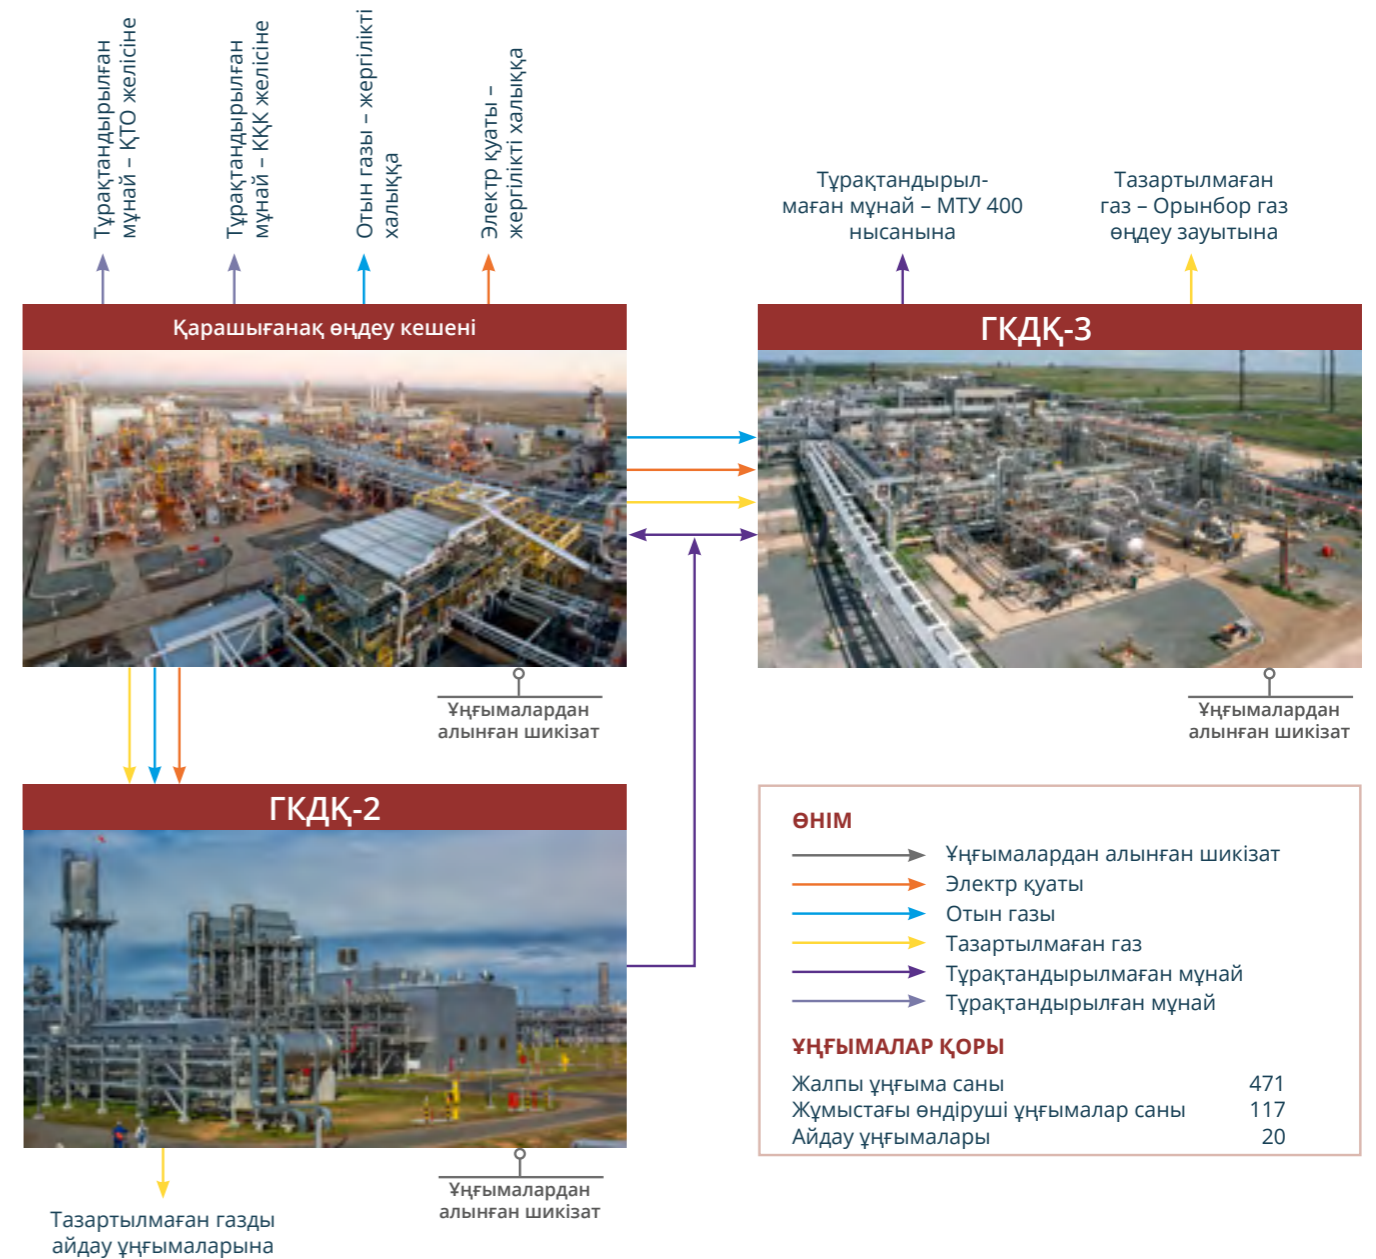 Тұрақтандырылған
мұнай – ҚТО желісіне
Тұрақтандырылған
мұнай – КҚК желісіне
Отын газы – жергілікті
халыққа
Электр қуаты –
жергілікті халыққа
Тұрақтандырыл-
маған мұнай – МТУ 400
нысанына
Тазартылмаған
газ – Орынбор газ
өңдеу зауытына
Қарашығанақ өңдеу кешені
ГКДҚ-3
Ұңғымалардан
алынған шикізат
Ұңғымалардан
алынған шикізат
ГКДҚ-2
Ұңғымалардан
алынған шикізат
Тазартылмаған газды
айдау ұңғымаларына
ӨНІМ
Ұңғымалардан алынған шикізат
Электр қуаты
Отын газы
Тазартылмаған газ
Тұрақтандырылмаған мұнай
Тұрақтандырылған мұнай
ҰҢҒЫМАЛАР ҚОРЫ
Жалпы ұңғыма саны 471
Жұмыстағы өндіруші ұңғымалар саны 117
Айдау ұңғымалары 20